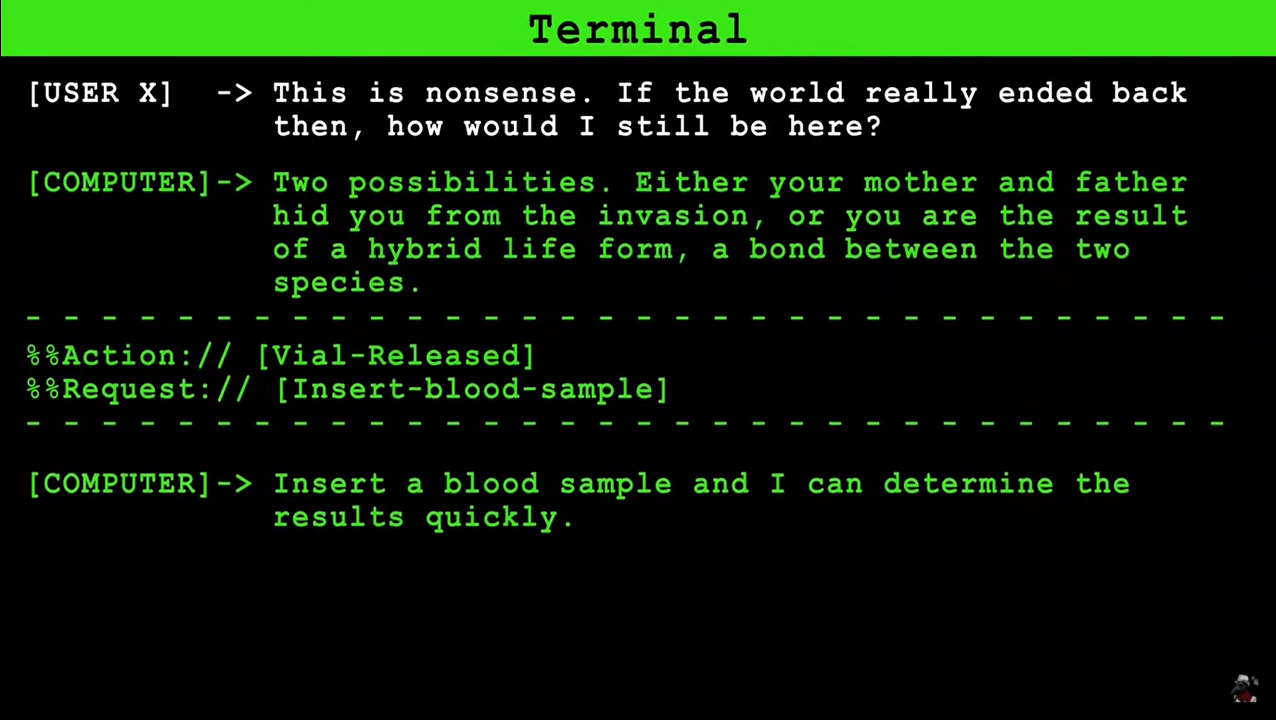 Terminal
[USER X] -> This is nonsense. If the world really ended back
then, how would I still be here?
[COMPUTER]-> Two possibilities. Either your mother and father
hid you from the invasion, or you are the result
of a hybrid life form, a bond between the two
species.
- - - - - - - - - - - - - - - - - - - - - - - - - - - - - - - -
%%Action:// [Vial-Released]
%%Request:// [Insert-blood-sample]
- - - - - - - - - - - - - - - - - - - - - - - - - - - - - - - -
[COMPUTER]-> Insert a blood sample and I can determine the
results quickly.